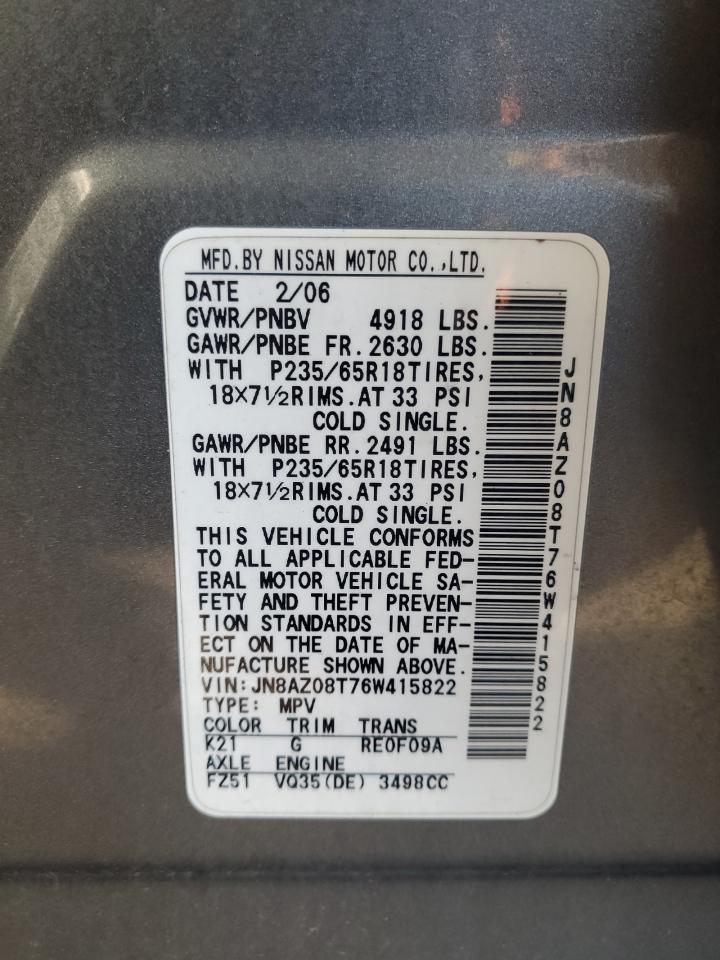 MFD.BY NISSAN MOTOR CO.,LTD.
DATE 2/06
GVWR/PNBV 4918 LBS.
GAWR/PNBE FR.2630 LBS.
WITH P235/65R18TIRES,
18X7½RIMS.AT 33 PSI
COLD SINGLE.
GAWR/PNBE RR.2491 LBS.
WITH P235/65R18TIRES,
18X7½RIMS.AT 33 PSI
COLD SINGLE.
THIS VEHICLE CONFORMS
TO ALL APPLICABLE FED-
ERAL MOTOR VEHICLE SA-
FETY AND THEFT PREVEN-
TION STANDARDS IN EFF-
ECT ON THE DATE OF MA-
NUFACTURE SHOWN ABOVE.
VIN:JN8AZ08T76W415822
TYPE: MPV
COLOR TRIM TRANS
K21 G RE0F09A
AXLE ENGINE
FZ51 VQ35(DE) 3498CC
JN8AZ08T76W415822